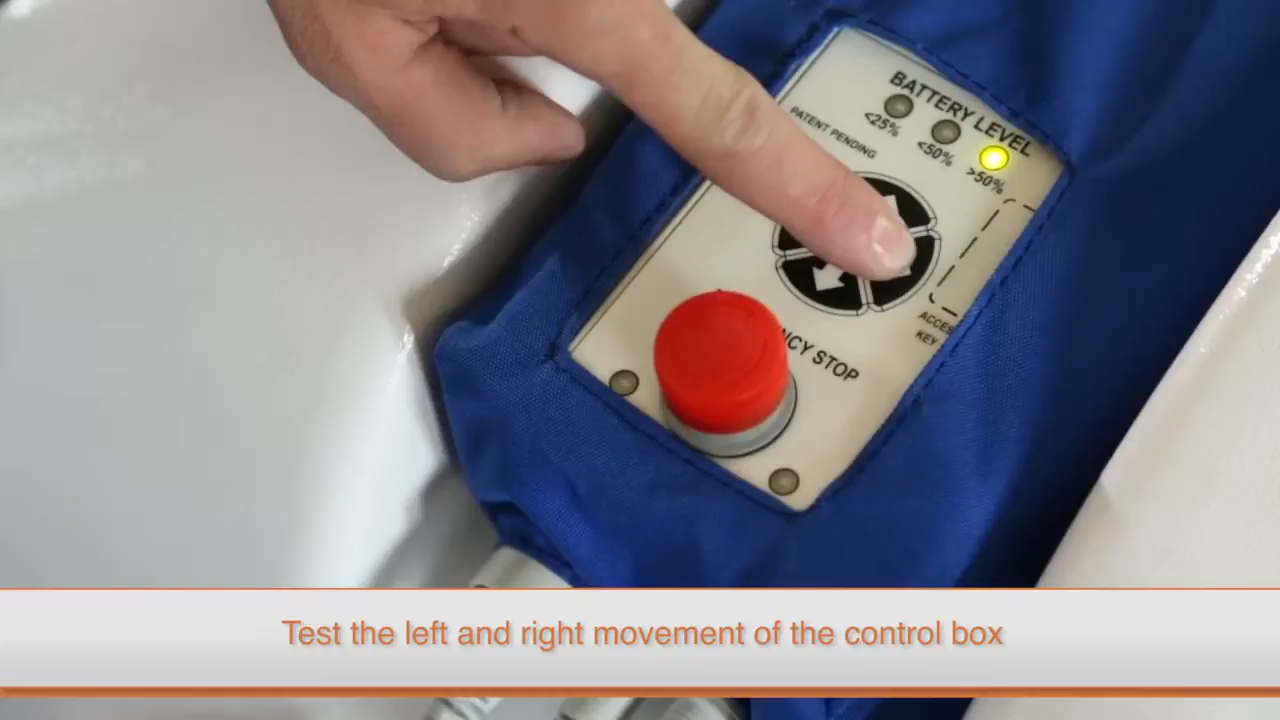 BATTERY LEVEL
<25%
<50%
>50%
PATENT PENDING
NCY STOP
KEY
Test the left and right movement of the control box